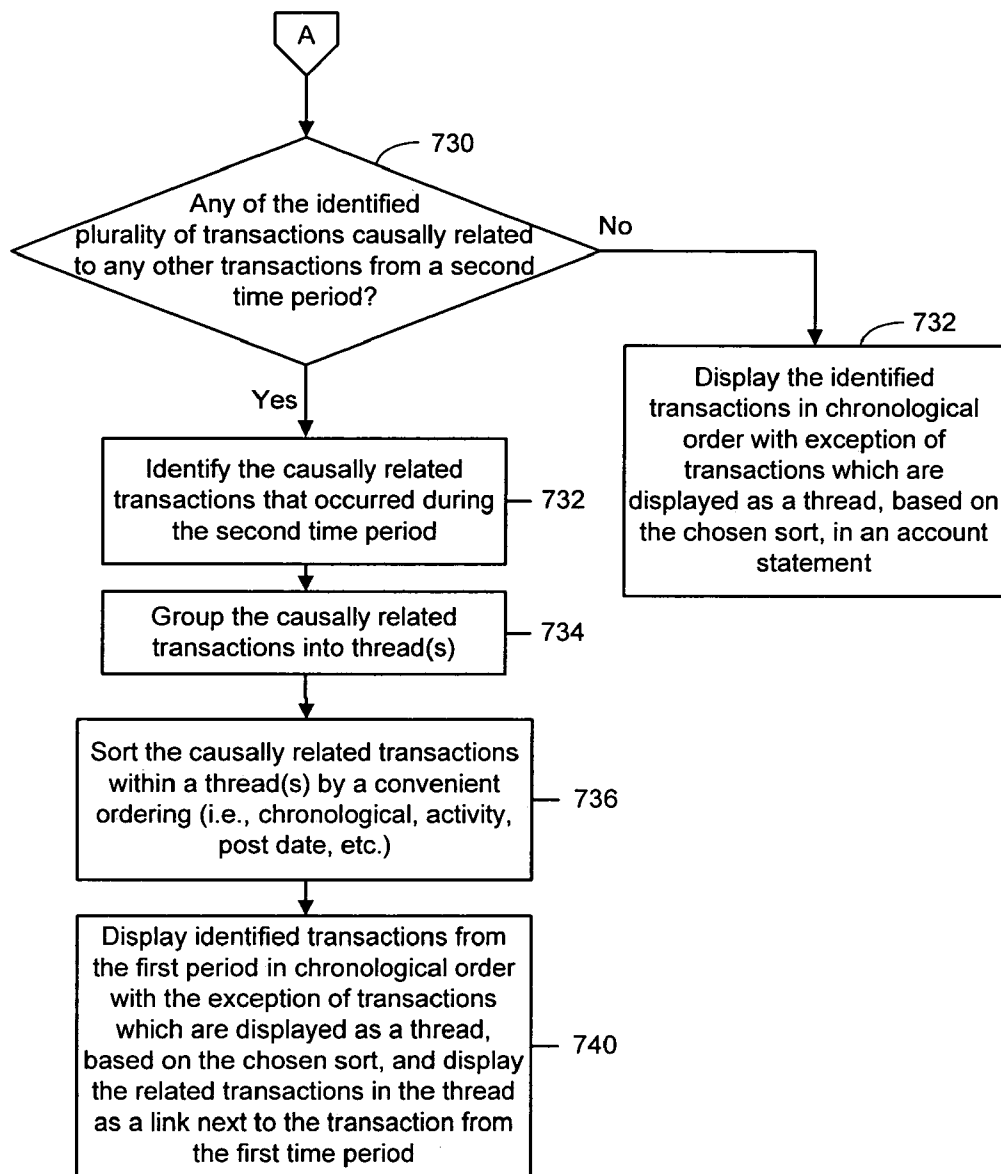 A
730
Any of the identified
plurality of transactions causally related
to any other transactions from a second
time period?
No
Yes
732
Display the identified
transactions in chronological
order with exception of
transactions which are
displayed as a thread, based on
the chosen sort, in an account
statement
Identify the causally related
transactions that occurred during
the second time period
732
Group the causally related
transactions into thread(s)
734
Sort the causally related transactions
within a thread(s) by a convenient
ordering (i.e., chronological, activity,
post date, etc.)
736
Display identified transactions from
the first period in chronological order
with the exception of transactions
which are displayed as a thread,
based on the chosen sort, and display
the related transactions in the thread
as a link next to the transaction from
the first time period
740